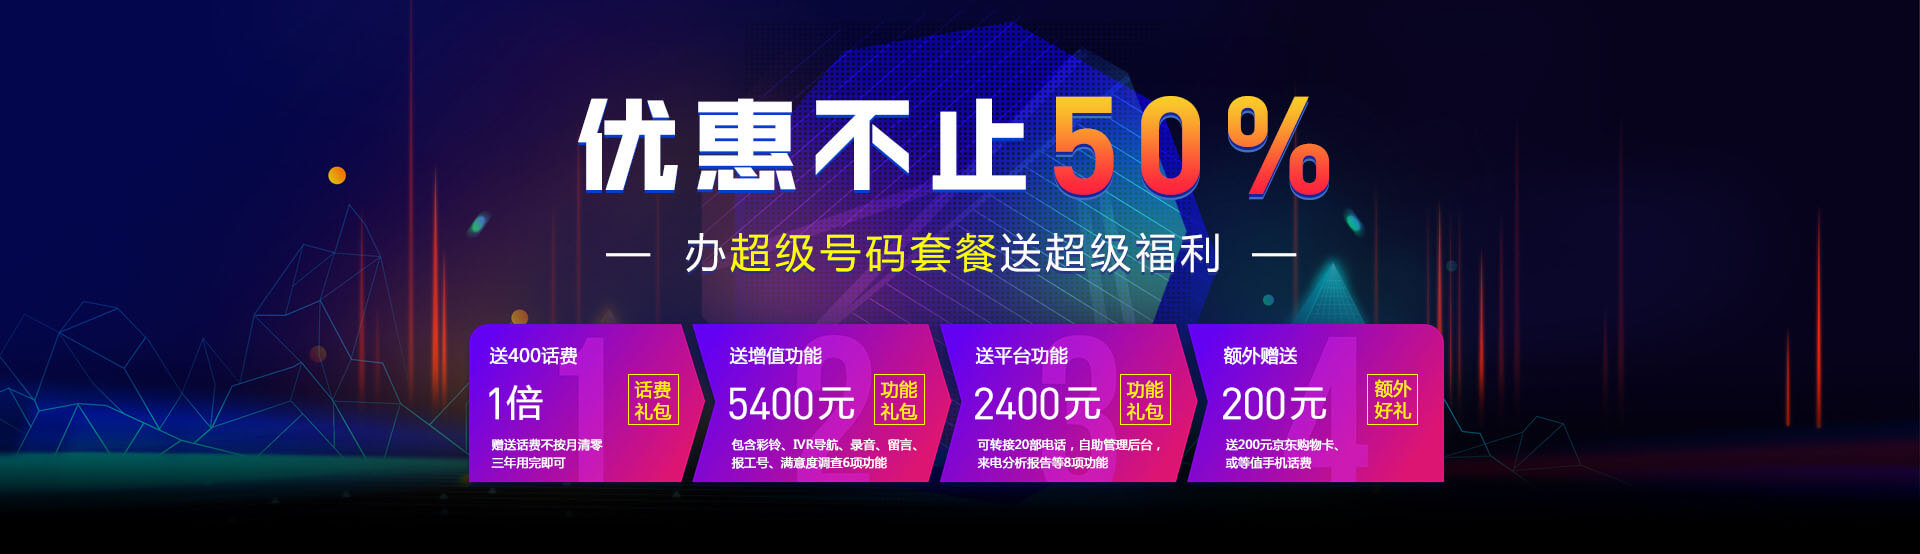 优惠不止50%
— 办超级号码套餐送超级福利 —
1
送400话费
1倍
话费
礼包
赠送话费不按月清零
三年用完即可
2
送增值功能
5400元
功能
礼包
包含彩铃、IVR导航、录音、留言、
报工号、满意度调查6项功能
3
送平台功能
2400元
功能
礼包
可转接20部电话，自助管理后台，
来电分析报告等8项功能
4
额外赠送
200元
额外
好礼
送200元京东购物卡、
或等值手机话费